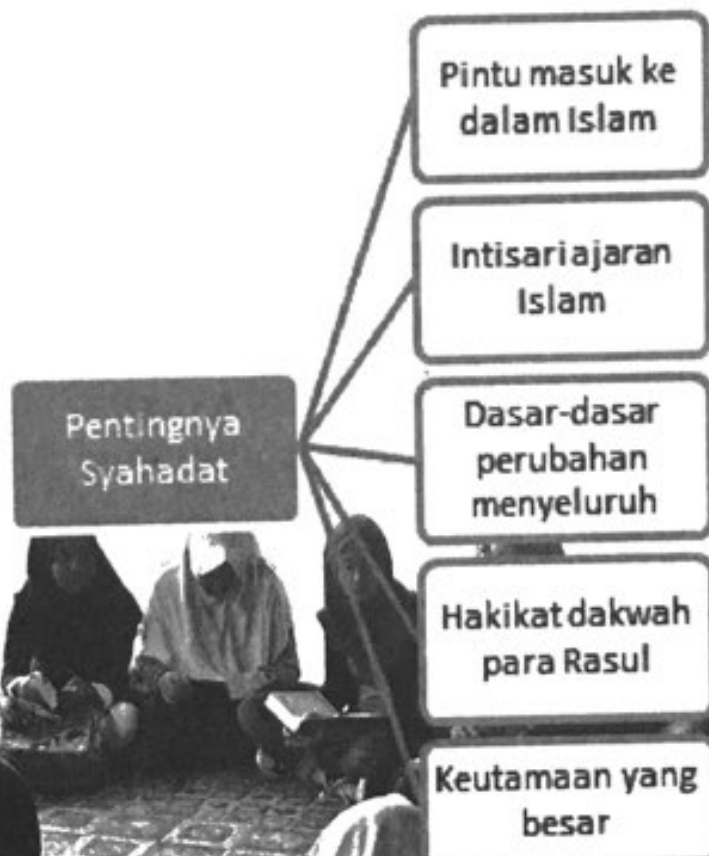 Pintu masuk ke
dalam Islam
Intisari ajaran
Islam
Pentingnya
Syahadat
Dasar-dasar
perubahan
menyeluruh
Hakikat dakwah
para Rasul
Keutamaan yang
besar